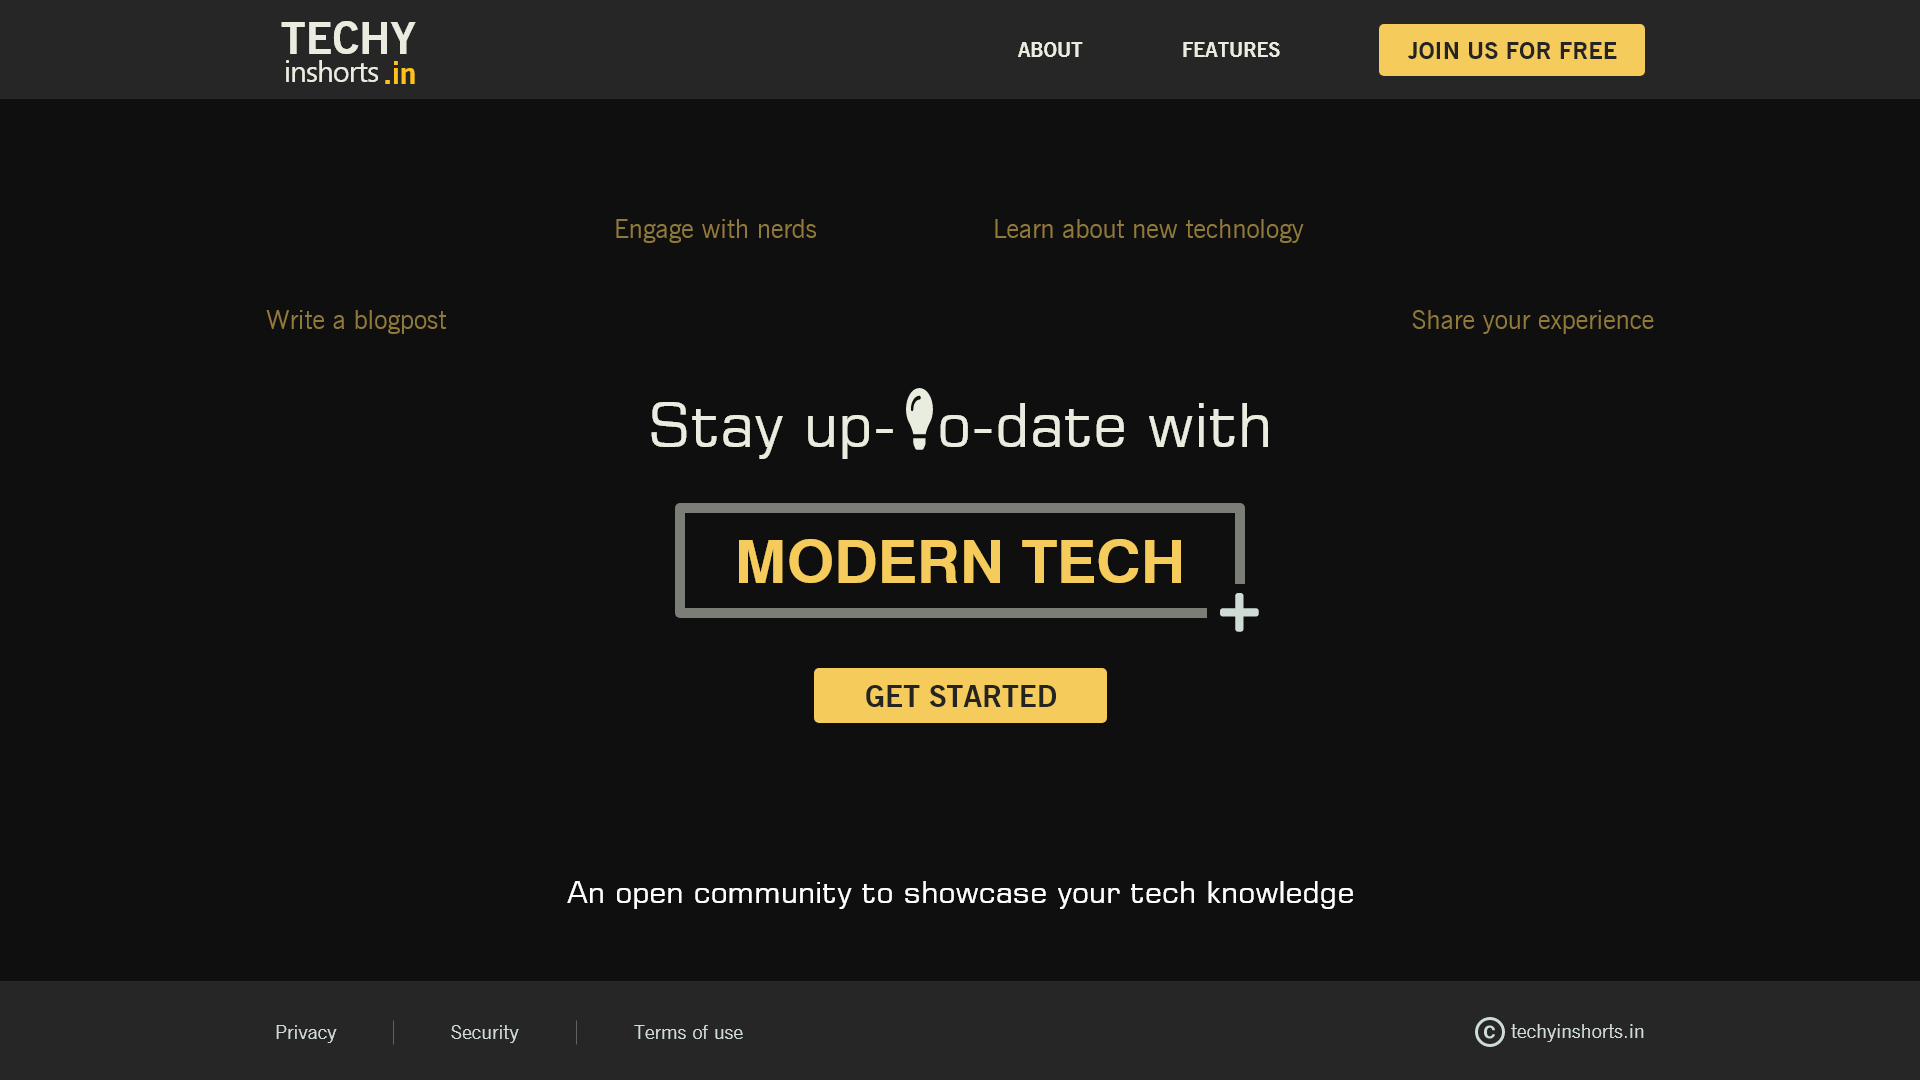 TECHY
inshorts .in
ABOUT
FEATURES
JOIN US FOR FREE
Engage with nerds
Learn about new technology
Write a blogpost
Share your experience
Stay up-to-date with
MODERN TECH
GET STARTED
An open community to showcase your tech knowledge
Privacy
Security
Terms of use
© techyinshorts.in